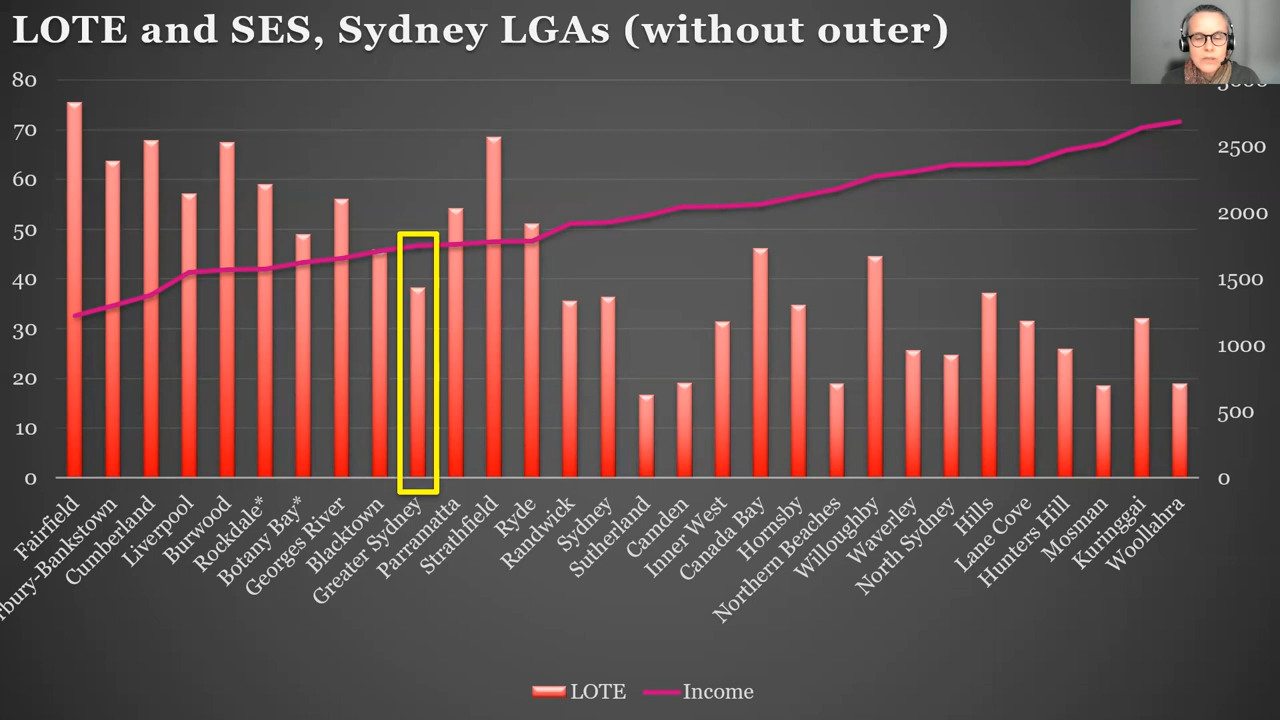 LOTE and SES, Sydney LGAs (without outer)
80
70
60
50
40
30
20
10
0
3000
2500
2000
1500
1000
500
0
Fairfield
rbury-Bankstown
Cumberland
Liverpool
Burwood
Rockdale*
Botany Bay*
Georges River
Blacktown
Greater Sydney
Parramatta
Strathfield
Ryde
Randwick
Sydney
Sutherland
Camden
Inner West
Canada Bay
Hornsby
Northern Beaches
Willoughby
Waverley
North Sydney
Hills
Lane Cove
Hunters Hill
Mosman
Kuringgai
Woollahra
LOTE
Income